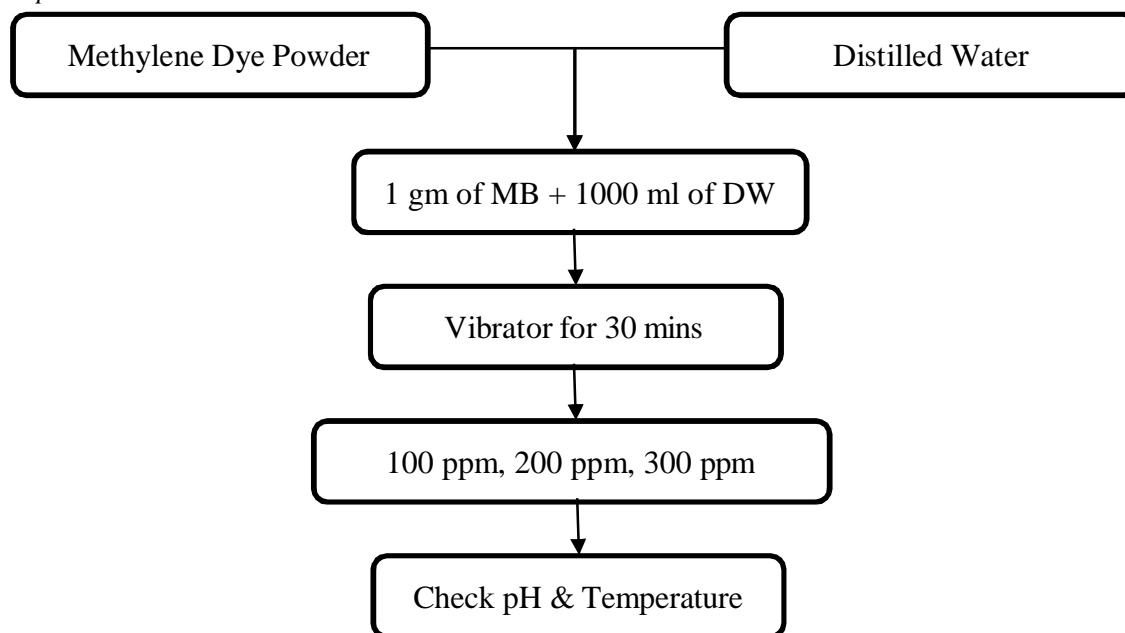 Methylene Dye Powder
Distilled Water
1 gm of MB + 1000 ml of DW
Vibrator for 30 mins
100 ppm, 200 ppm, 300 ppm
Check pH & Temperature